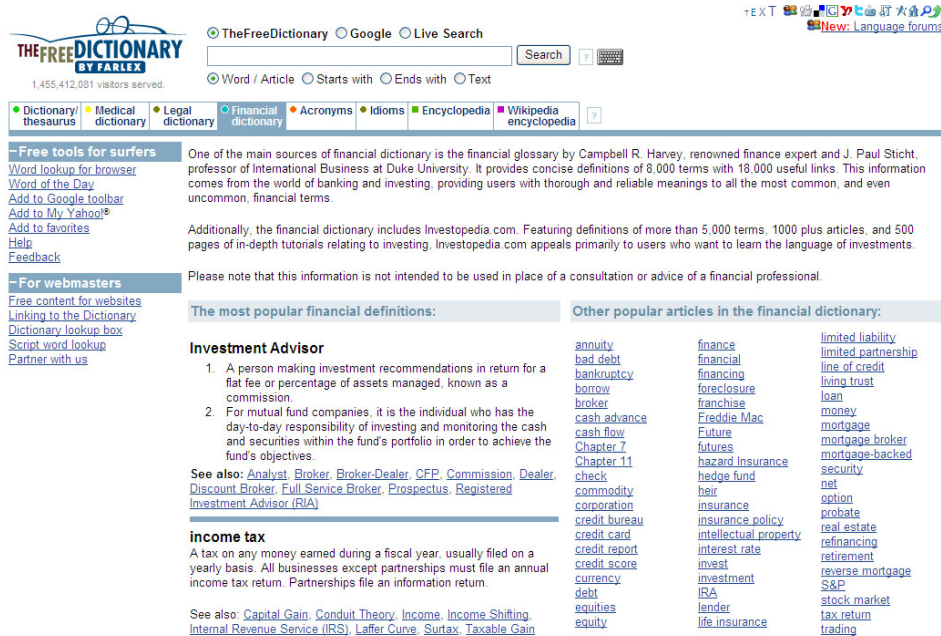 TEXT
New: Language forums
THEFREEDICTIONARY
BY FARLEX
1,455,412,081 visitors served.
TheFreeDictionary Google Live Search
Search ?
Word / Article Starts with Ends with Text
Dictionary/ thesaurus
Medical dictionary
Legal dictionary
Financial dictionary
Acronyms
Idioms
Encyclopedia
Wikipedia encyclopedia
?
Free tools for surfers
Word lookup for browser
Word of the Day
Add to Google toolbar
Add to My Yahoo!®
Add to favorites
Help
Feedback
For webmasters
Free content for websites
Linking to the Dictionary
Dictionary lookup box
Script word lookup
Partner with us
One of the main sources of financial dictionary is the financial glossary by Campbell R. Harvey, renowned finance expert and J. Paul Sticht,
professor of International Business at Duke University. It provides concise definitions of 8,000 terms with 18,000 useful links. This information
comes from the world of banking and investing, providing users with thorough and reliable meanings to all the most common, and even
uncommon, financial terms.
Additionally, the financial dictionary includes Investopedia.com. Featuring definitions of more than 5,000 terms, 1000 plus articles, and 500
pages of in-depth tutorials relating to investing, Investopedia.com appeals primarily to users who want to learn the language of investments.
Please note that this information is not intended to be used in place of a consultation or advice of a financial professional.
The most popular financial definitions:
Investment Advisor
1. A person making investment recommendations in return for a
flat fee or percentage of assets managed, known as a
commission.
2. For mutual fund companies, it is the individual who has the
day-to-day responsibility of investing and monitoring the cash
and securities within the fund's portfolio in order to achieve the
fund's objectives.
See also: Analyst, Broker, Broker-Dealer, CFP, Commission, Dealer,
Discount Broker, Full Service Broker, Prospectus, Registered
Investment Advisor (RIA)
income tax
A tax on any money earned during a fiscal year, usually filed on a
yearly basis. All businesses except partnerships must file an annual
income tax return. Partnerships file an information return.
See also: Capital Gain, Conduit Theory, Income, Income Shifting,
Internal Revenue Service (IRS), Laffer Curve, Surtax, Taxable Gain
Other popular articles in the financial dictionary:
annuity
bad debt
bankruptcy
borrow
broker
cash advance
cash flow
Chapter 7
Chapter 11
check
commodity
corporation
credit bureau
credit card
credit report
credit score
currency
debt
equities
equity
finance
financial
financing
foreclosure
franchise
Freddie Mac
Future
futures
hazard Insurance
hedge fund
heir
insurance
insurance policy
intellectual property
interest rate
invest
investment
IRA
lender
life insurance
limited liability
limited partnership
line of credit
living trust
loan
money
mortgage
mortgage broker
mortgage-backed
security
net
option
probate
real estate
refinancing
retirement
reverse mortgage
S&P
stock market
tax return
trading